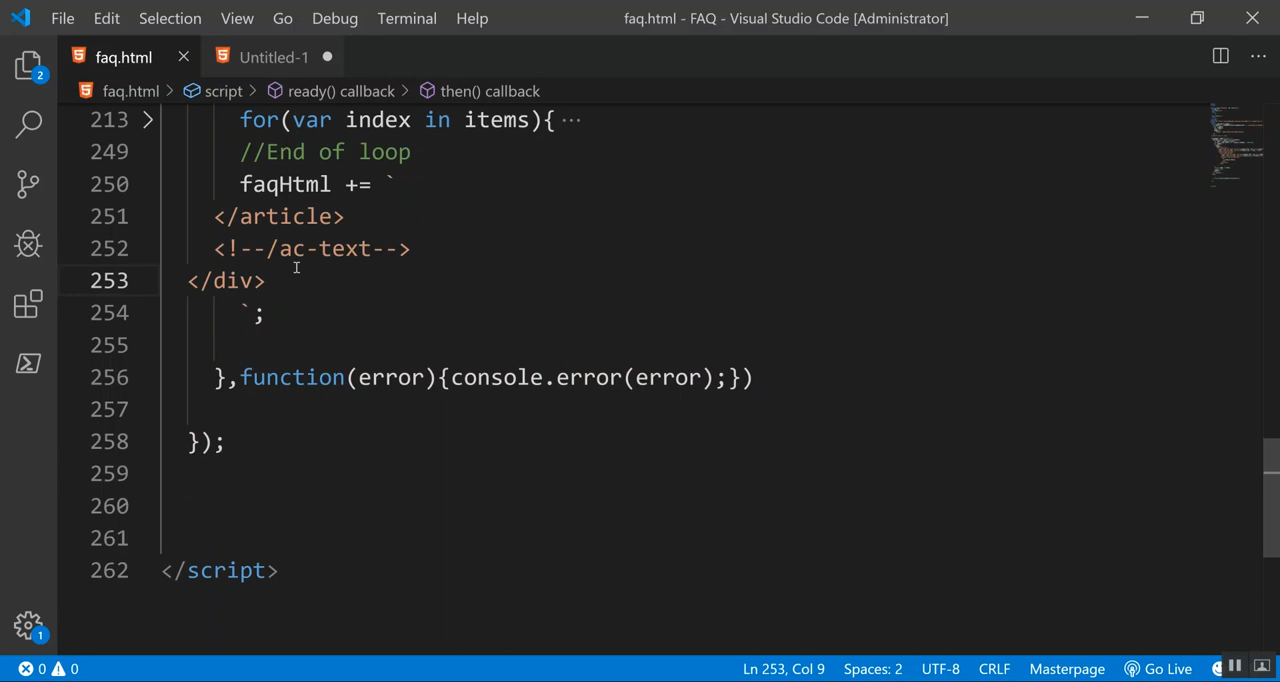 File Edit Selection View Go Debug Terminal Help faq.html - FAQ - Visual Studio Code [Administrator]
faq.html Untitled-1
faq.html > script > ready() callback > then() callback
2
213 for(var index in items){ ···
249 //End of loop
250 faqHtml += `
251 </article>
252 <!--/ac-text-->
253 </div>
254 `;
255
256 },function(error){console.error(error);})
257
258 });
259
260
261
262 </script>
1
0 0 Ln 253, Col 9 Spaces: 2 UTF-8 CRLF Masterpage Go Live